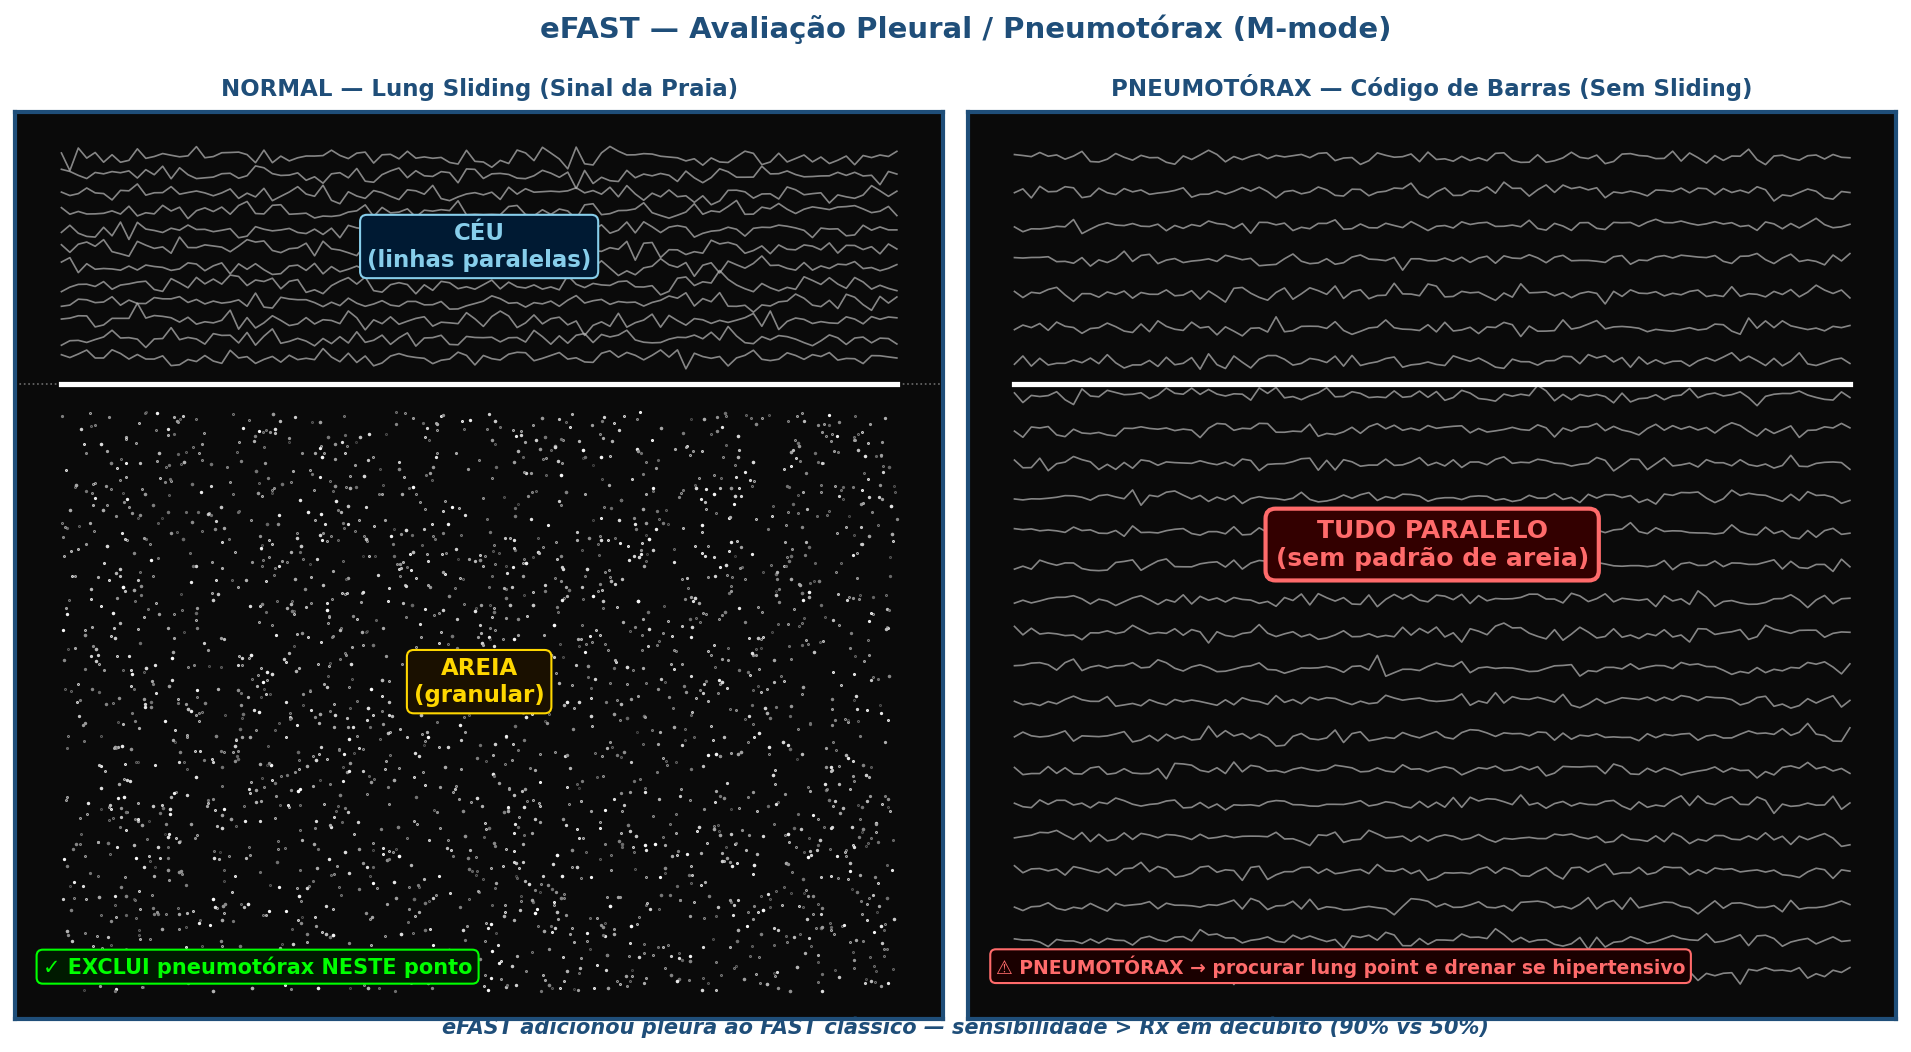 eFAST — Avaliação Pleural / Pneumotórax (M-mode)
NORMAL — Lung Sliding (Sinal da Praia)
CÉU
(linhas paralelas)
AREIA
(granular)
✓ EXCLUI pneumotórax NESTE ponto
PNEUMOTÓRAX — Código de Barras (Sem Sliding)
TUDO PARALELO
(sem padrão de areia)
⚠ PNEUMOTÓRAX → procurar lung point e drenar se hipertensivo
eFAST adicionou pleura ao FAST clássico — sensibilidade > Rx em decúbito (90% vs 50%)